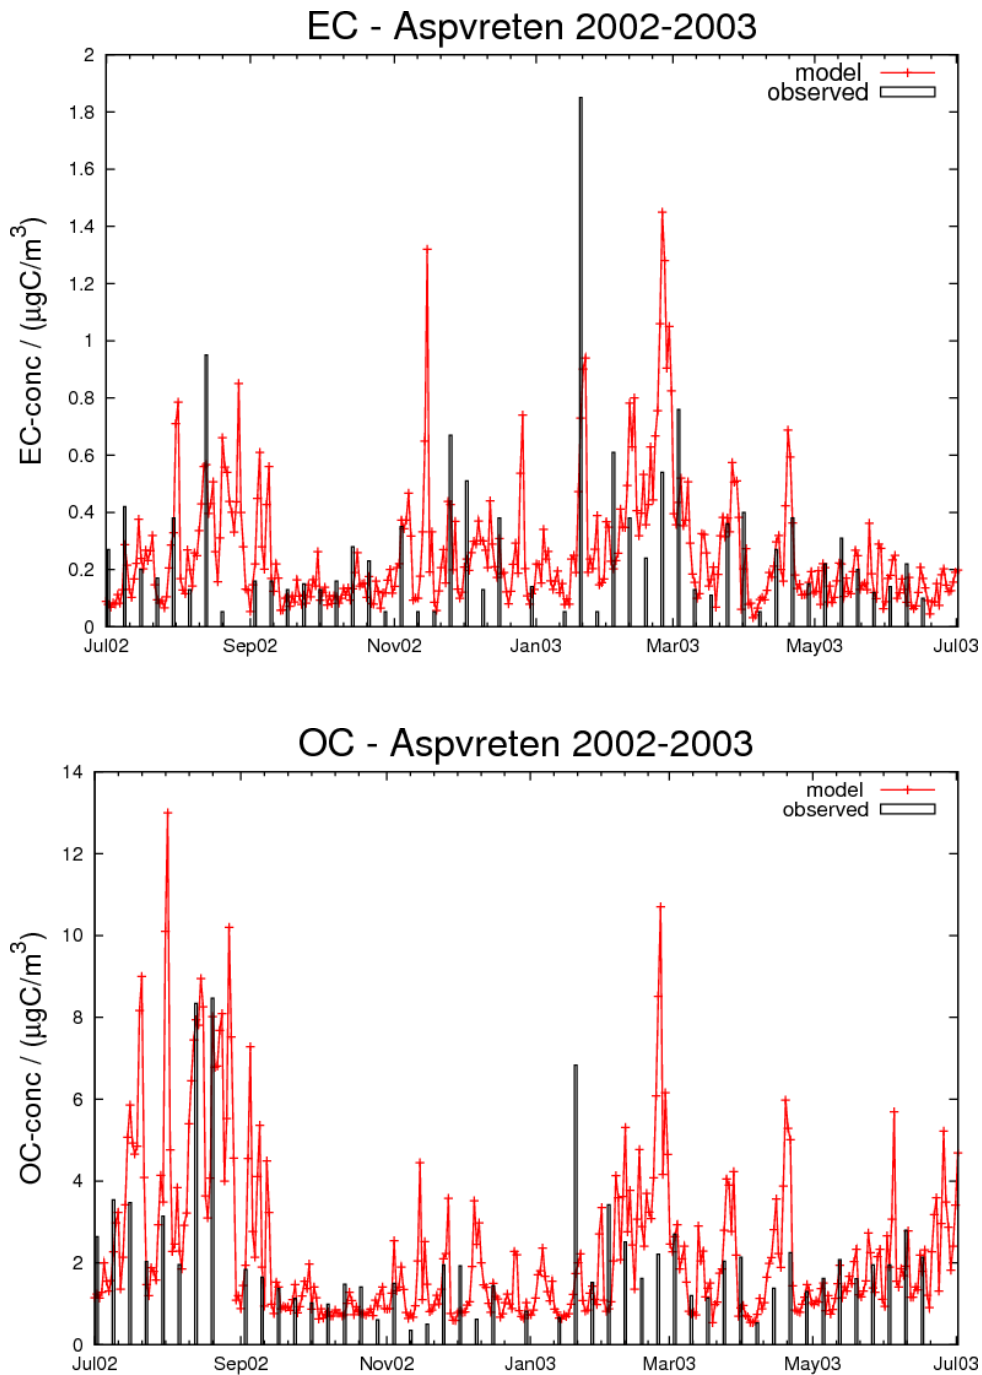 EC - Aspvreten 2002-2003
EC-conc / (µgC/m³)
2
1.8
1.6
1.4
1.2
1
0.8
0.6
0.4
0.2
0
model
observed
Jul02 Sep02 Nov02 Jan03 Mar03 May03 Jul03
OC - Aspvreten 2002-2003
OC-conc / (µgC/m³)
14
12
10
8
6
4
2
0
model
observed
Jul02 Sep02 Nov02 Jan03 Mar03 May03 Jul03